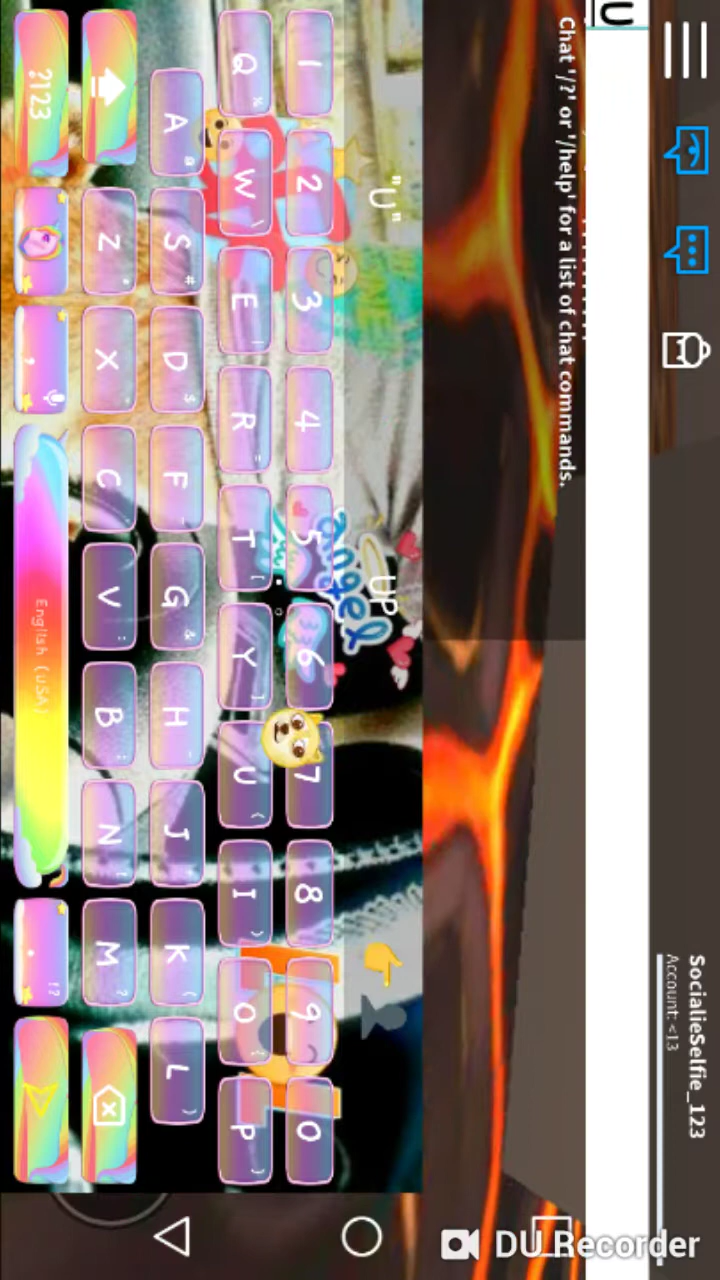 SocialieSelfie_123
Account: <13
U
Chat '/?' or '/help' for a list of chat commands.
"U" UP
angel
1 2 3 4 5 6 7 8 9 0
Q W E R T Y U I O P
A S D F G H J K L
Z X C V B N M
?123 , English (USA) . !?
DU Recorder